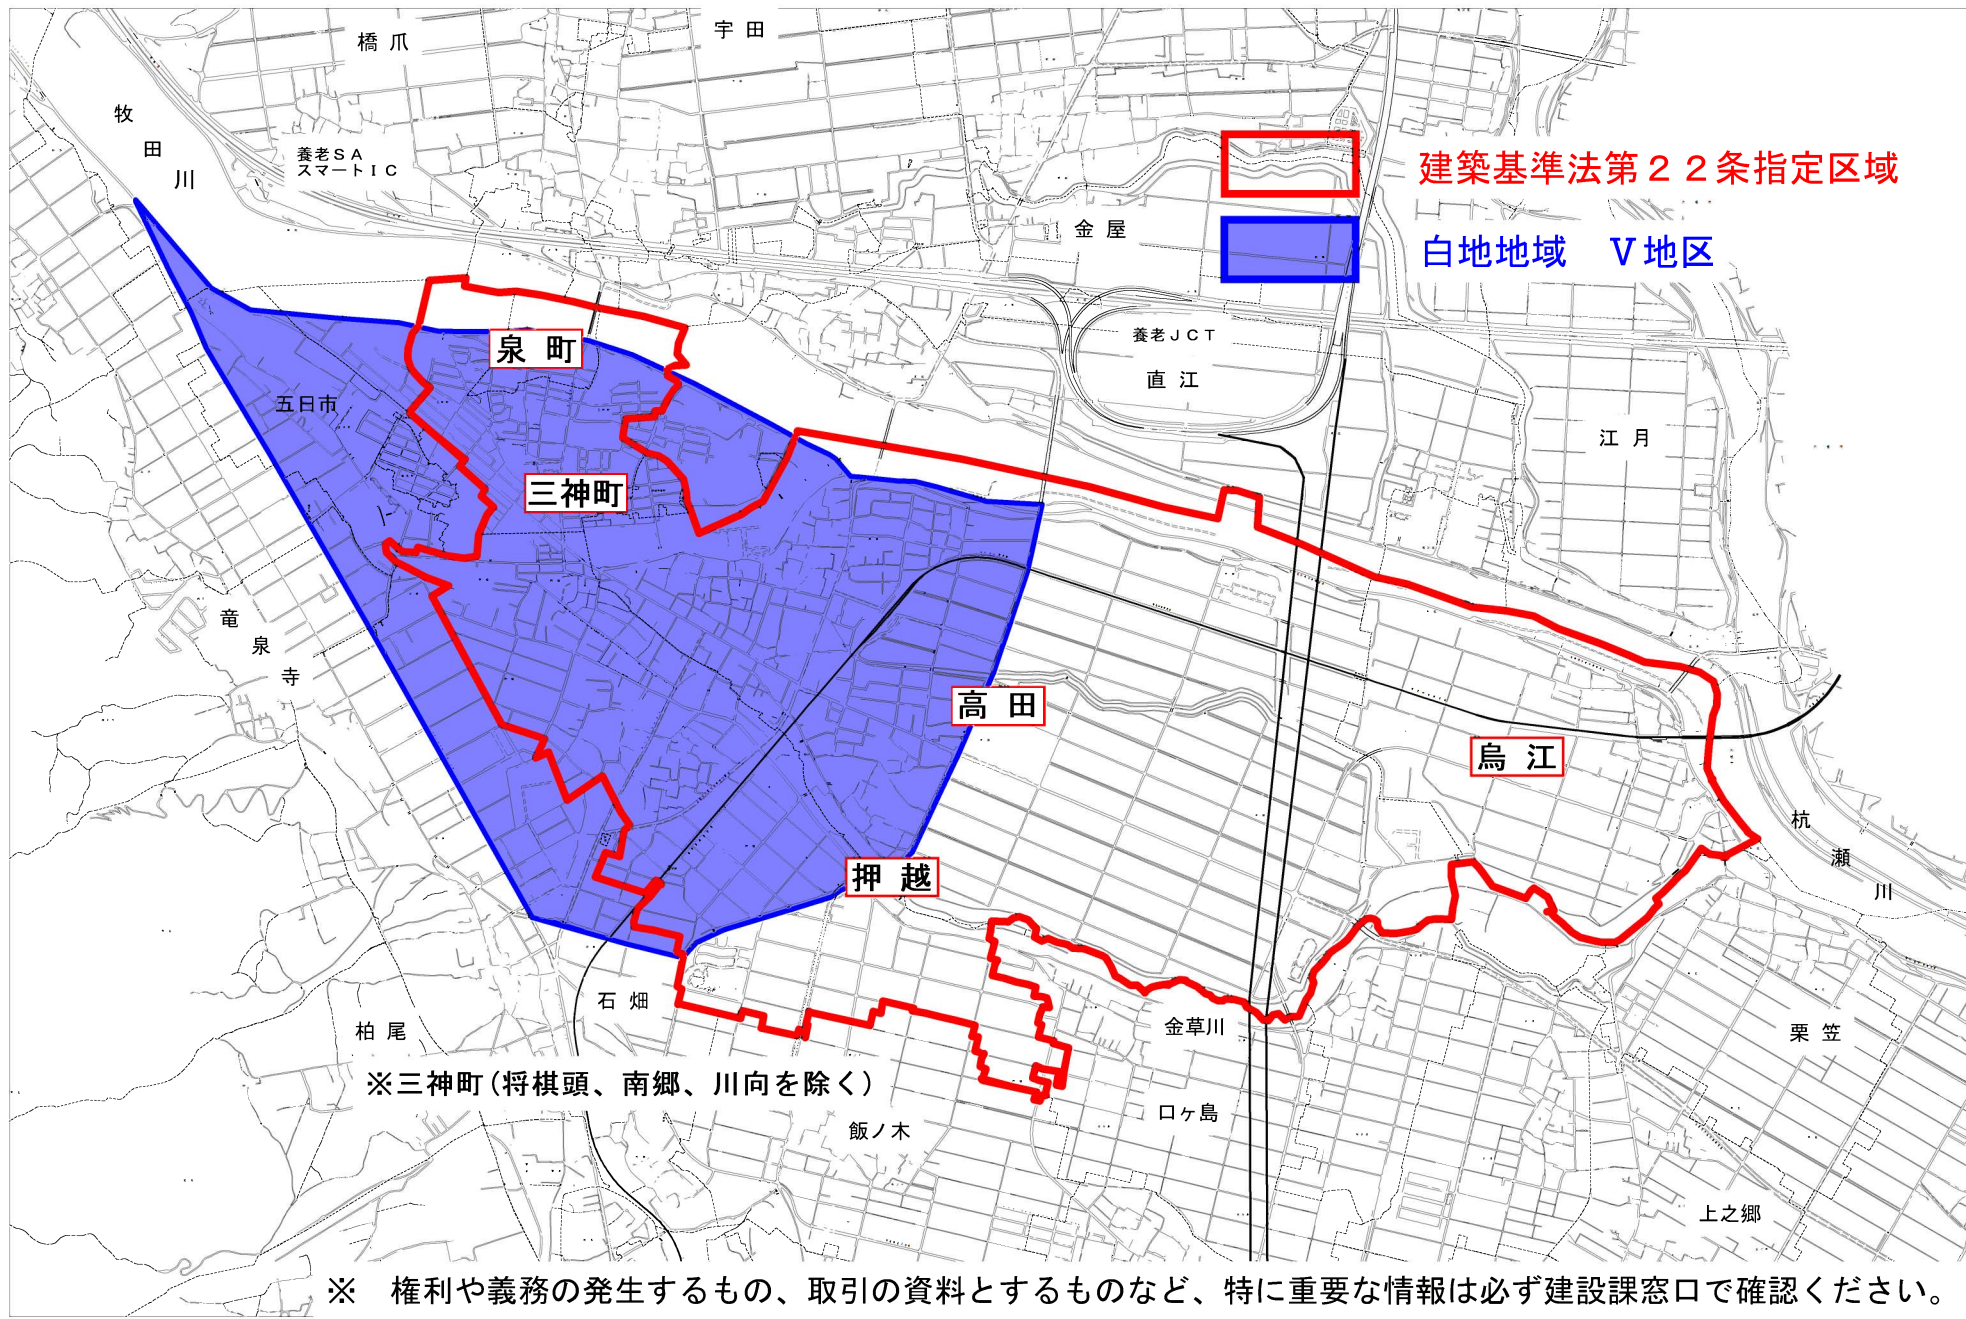 橋爪
宇田
牧田川
養老ＳＡ
スマートＩＣ
建築基準法第２２条指定区域
金屋
白地地域　Ⅴ地区
泉町
養老ＪＣＴ
直江
五日市
江月
三神町
竜泉寺
高田
烏江
杭瀬川
押越
石畑
金草川
柏尾
栗笠
※三神町(将棋頭、南郷、川向を除く)
口ヶ島
飯ノ木
上之郷
※　権利や義務の発生するもの、取引の資料とするものなど、特に重要な情報は必ず建設課窓口で確認ください。